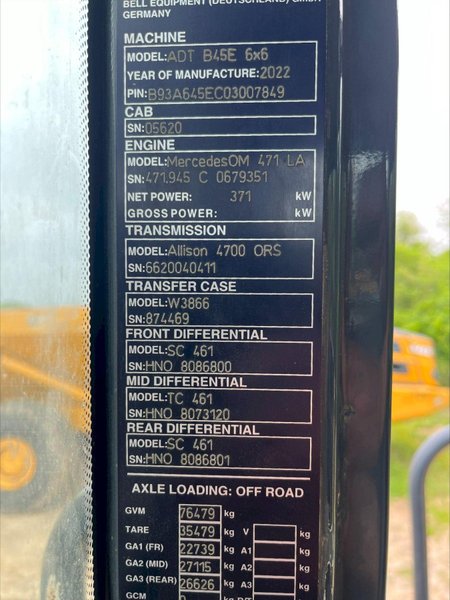 BELL EQUIPMENT (DEUTSCHLAND) GMBH
GERMANY
MACHINE
MODEL: ADT B45E 6x6
YEAR OF MANUFACTURE: 2022
PIN: B93A645EC03007849
CAB
SN: 05620
ENGINE
MODEL: MercedesOM 471 LA
SN: 471.945 C 0679351
NET POWER: 371 kW
GROSS POWER: kW
TRANSMISSION
MODEL: Allison 4700 ORS
SN: 6620040411
TRANSFER CASE
MODEL: W3866
SN: 874469
FRONT DIFFERENTIAL
MODEL: SC 461
SN: HNO 8086800
MID DIFFERENTIAL
MODEL: TC 461
SN: HNO 8073120
REAR DIFFERENTIAL
MODEL: SC 461
SN: HNO 8086801
AXLE LOADING: OFF ROAD
GVM 76479 kg
TARE 35479 kg V kg
GA1 (FR) 22739 kg A1 kg
GA2 (MID) 27115 kg A2 kg
GA3 (REAR) 26626 kg A3 kg
GCM 0 kg D/T kg